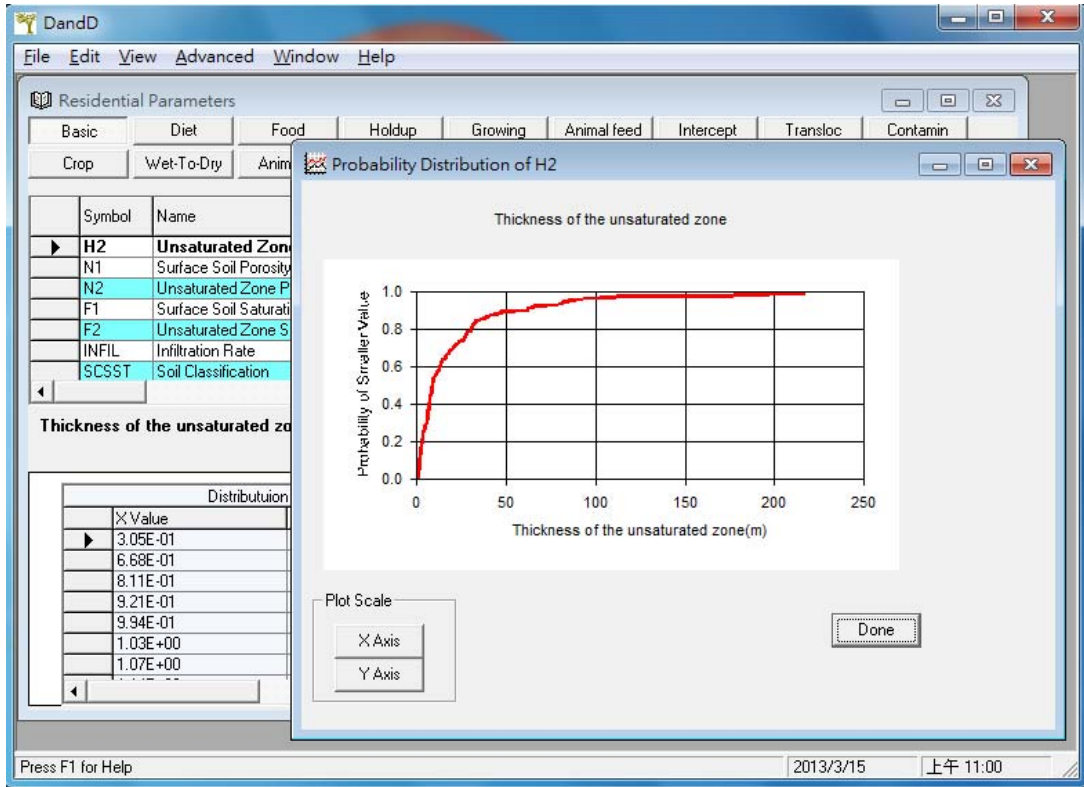 DandD
File Edit View Advanced Window Help
Residential Parameters
Basic Diet Food Holdup Growing Animal feed Intercept Transloc Contamin
Crop Wet-To-Dry Anim
Probability Distribution of H2
Symbol Name
H2 Unsaturated Zon
N1 Surface Soil Porosity
N2 Unsaturated Zone P
F1 Surface Soil Saturati
F2 Unsaturated Zone S
INFIL Infiltration Rate
SCSST Soil Classification
Thickness of the unsaturated zo
Distributuion
X Value
3.05E-01
6.68E-01
8.11E-01
9.21E-01
9.94E-01
1.03E+00
1.07E+00
Thickness of the unsaturated zone
Probability of Smaller Value
1.0
0.8
0.6
0.4
0.2
0.0
0 50 100 150 200 250
Thickness of the unsaturated zone(m)
Plot Scale
X Axis
Y Axis
Done
Press F1 for Help 2013/3/15 上午 11:00